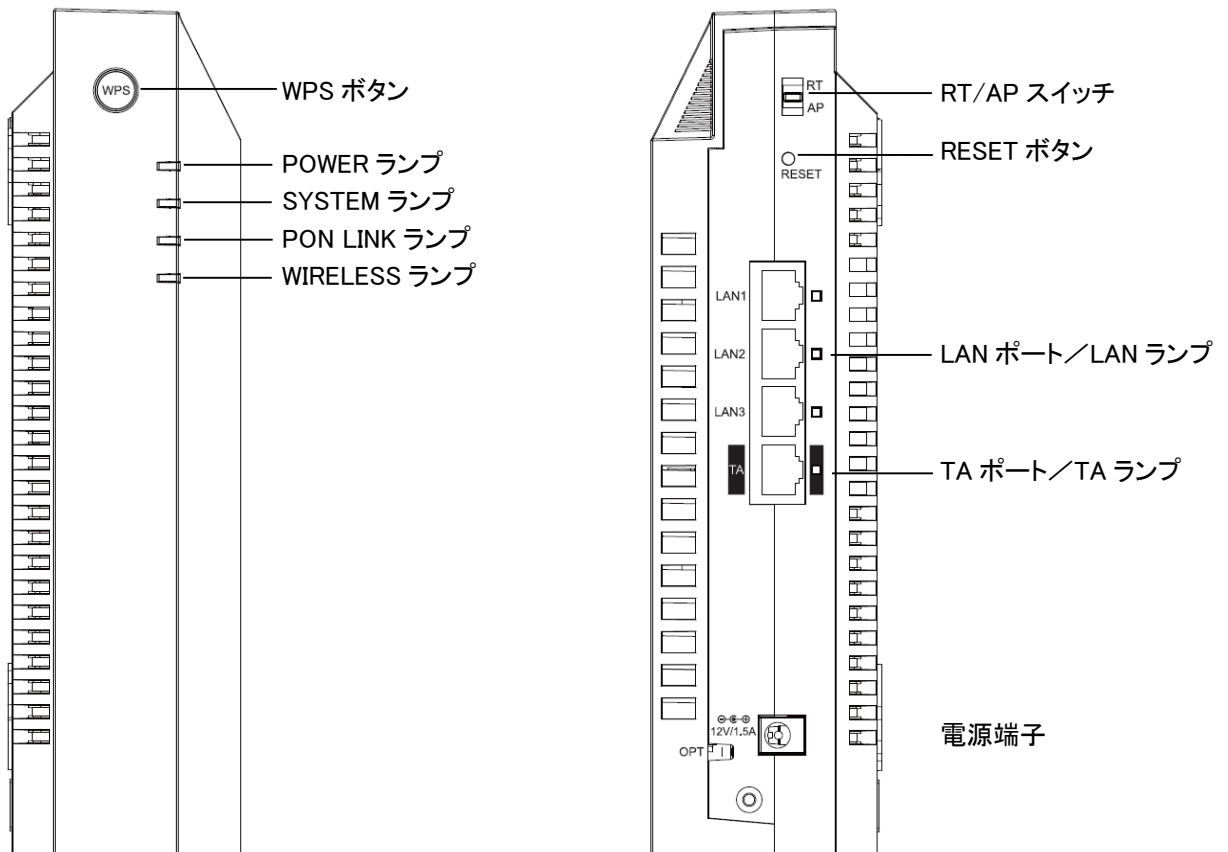 WPS
WPS ボタン
POWER ランプ
SYSTEM ランプ
PON LINK ランプ
WIRELESS ランプ
RT
AP
RT/AP スイッチ
RESET
RESET ボタン
LAN1
LAN2
LAN ポート／LAN ランプ
LAN3
TA
TA ポート／TA ランプ
12V/1.5A
電源端子
OPT